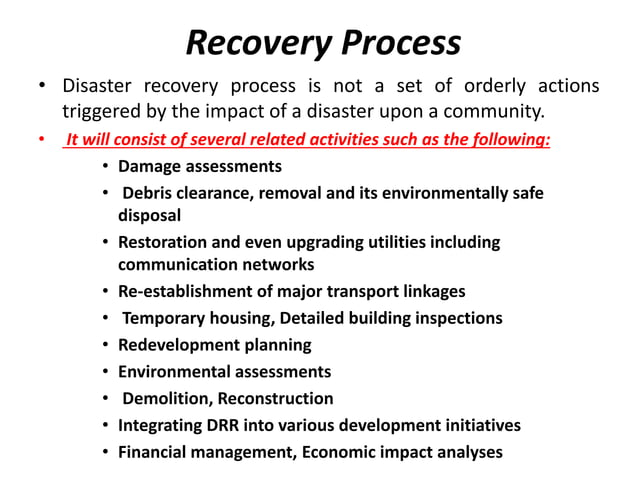 Recovery Process
• Disaster recovery process is not a set of orderly actions
triggered by the impact of a disaster upon a community.
• It will consist of several related activities such as the following:
• Damage assessments
• Debris clearance, removal and its environmentally safe
disposal
• Restoration and even upgrading utilities including
communication networks
• Re-establishment of major transport linkages
• Temporary housing, Detailed building inspections
• Redevelopment planning
• Environmental assessments
• Demolition, Reconstruction
• Integrating DRR into various development initiatives
• Financial management, Economic impact analyses